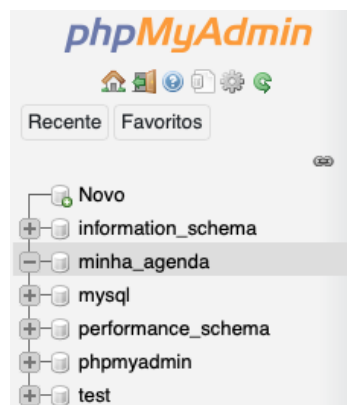 phpMyAdmin
Recente Favoritos
Novo
information_schema
minha_agenda
mysql
performance_schema
phpmyadmin
test